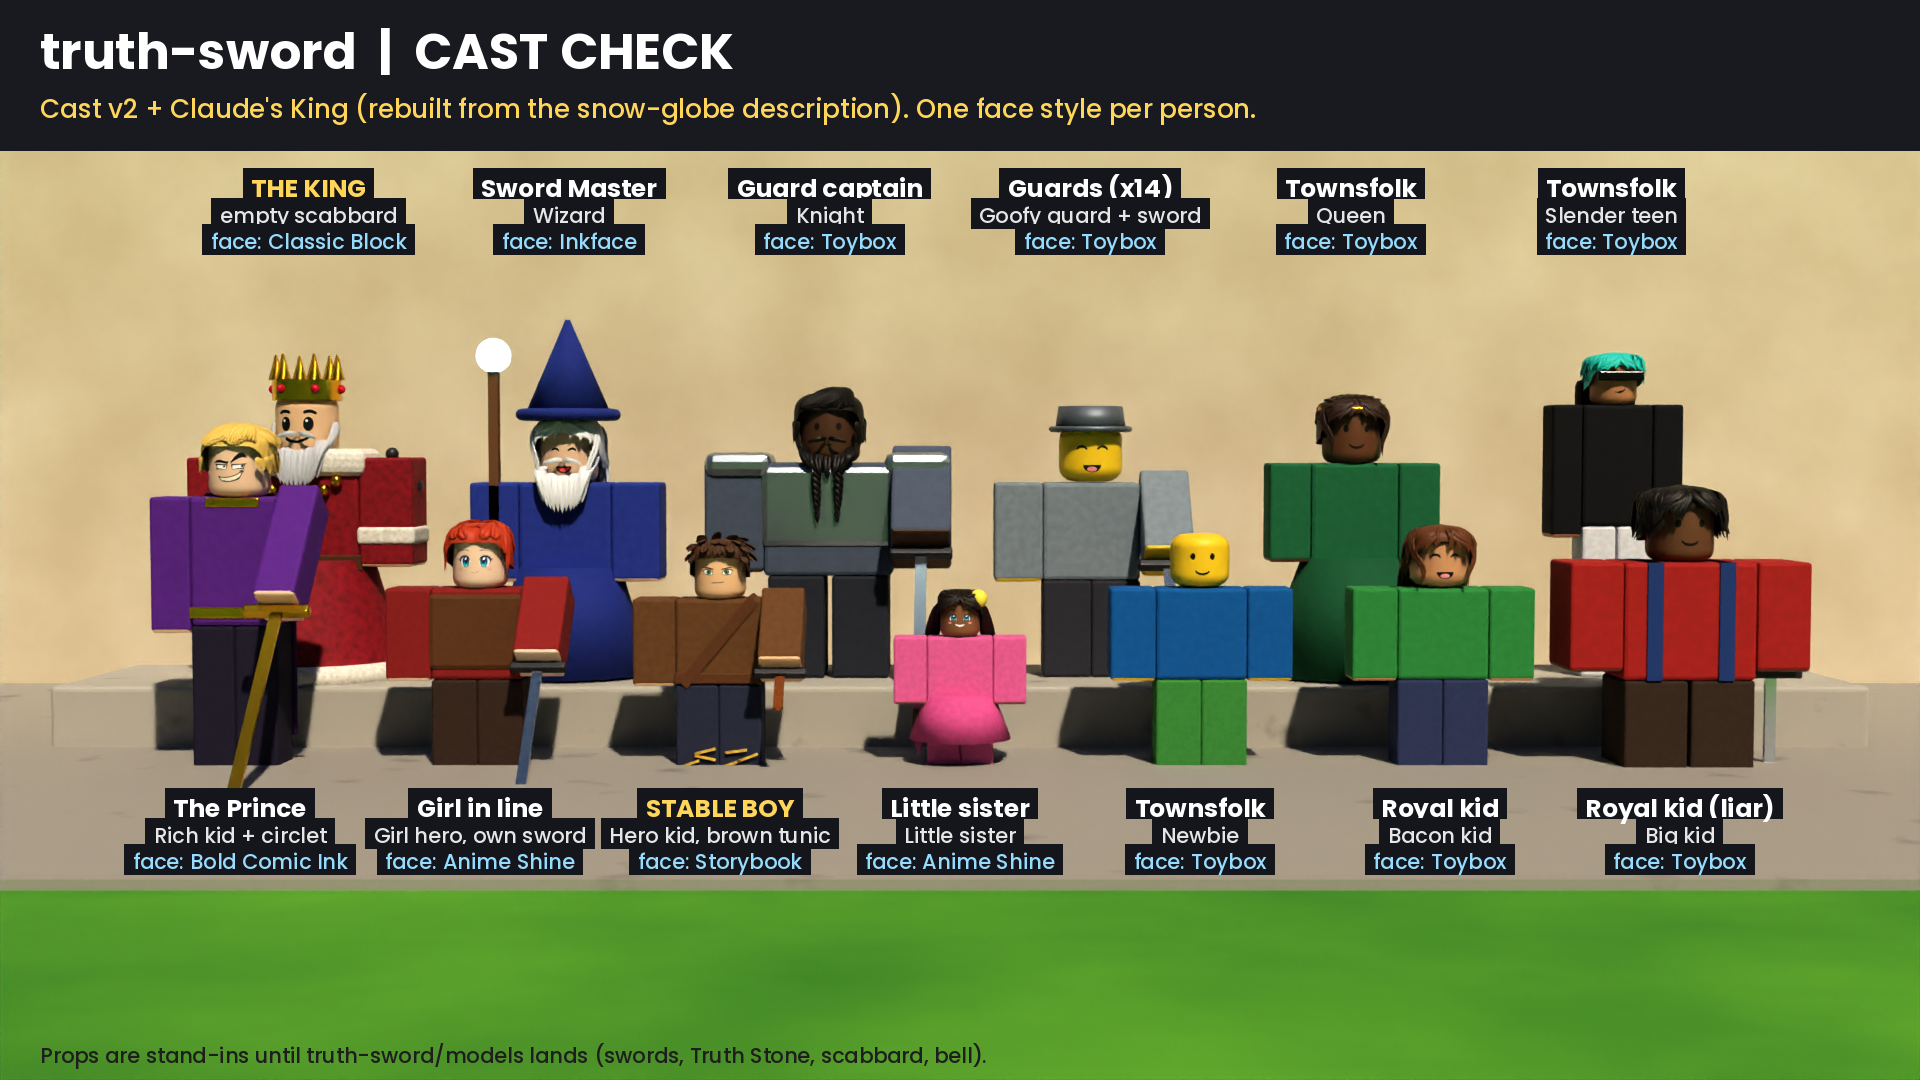 truth-sword | CAST CHECK
Cast v2 + Claude's King (rebuilt from the snow-globe description). One face style per person.
THE KING
empty scabbard
face: Classic Block
Sword Master
Wizard
face: Inkface
Guard captain
Knight
face: Toybox
Guards (x14)
Goofy guard + sword
face: Toybox
Townsfolk
Queen
face: Toybox
Townsfolk
Slender teen
face: Toybox
The Prince
Rich kid + circlet
face: Bold Comic Ink
Girl in line
Girl hero, own sword
face: Anime Shine
STABLE BOY
Hero kid, brown tunic
face: Storybook
Little sister
Little sister
face: Anime Shine
Townsfolk
Newbie
face: Toybox
Royal kid
Bacon kid
face: Toybox
Royal kid (liar)
Big kid
face: Toybox
Props are stand-ins until truth-sword/models lands (swords, Truth Stone, scabbard, bell).